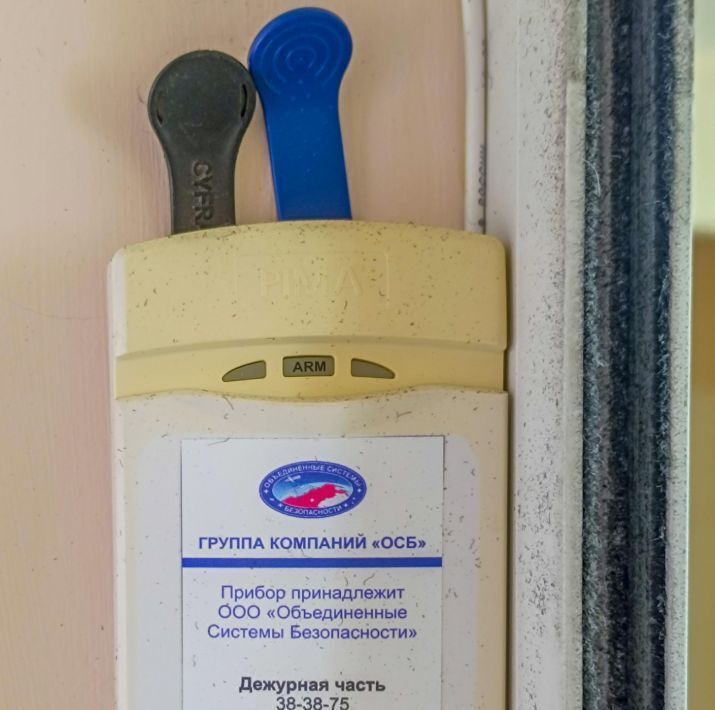 CYFRA
PIMA
ARM
ОБЪЕДИНЕННЫЕ СИСТЕМЫ
БЕЗОПАСНОСТИ
ГРУППА КОМПАНИЙ «ОСБ»
Прибор принадлежит
ООО «Объединенные
Системы Безопасности»
Дежурная часть
38-38-75